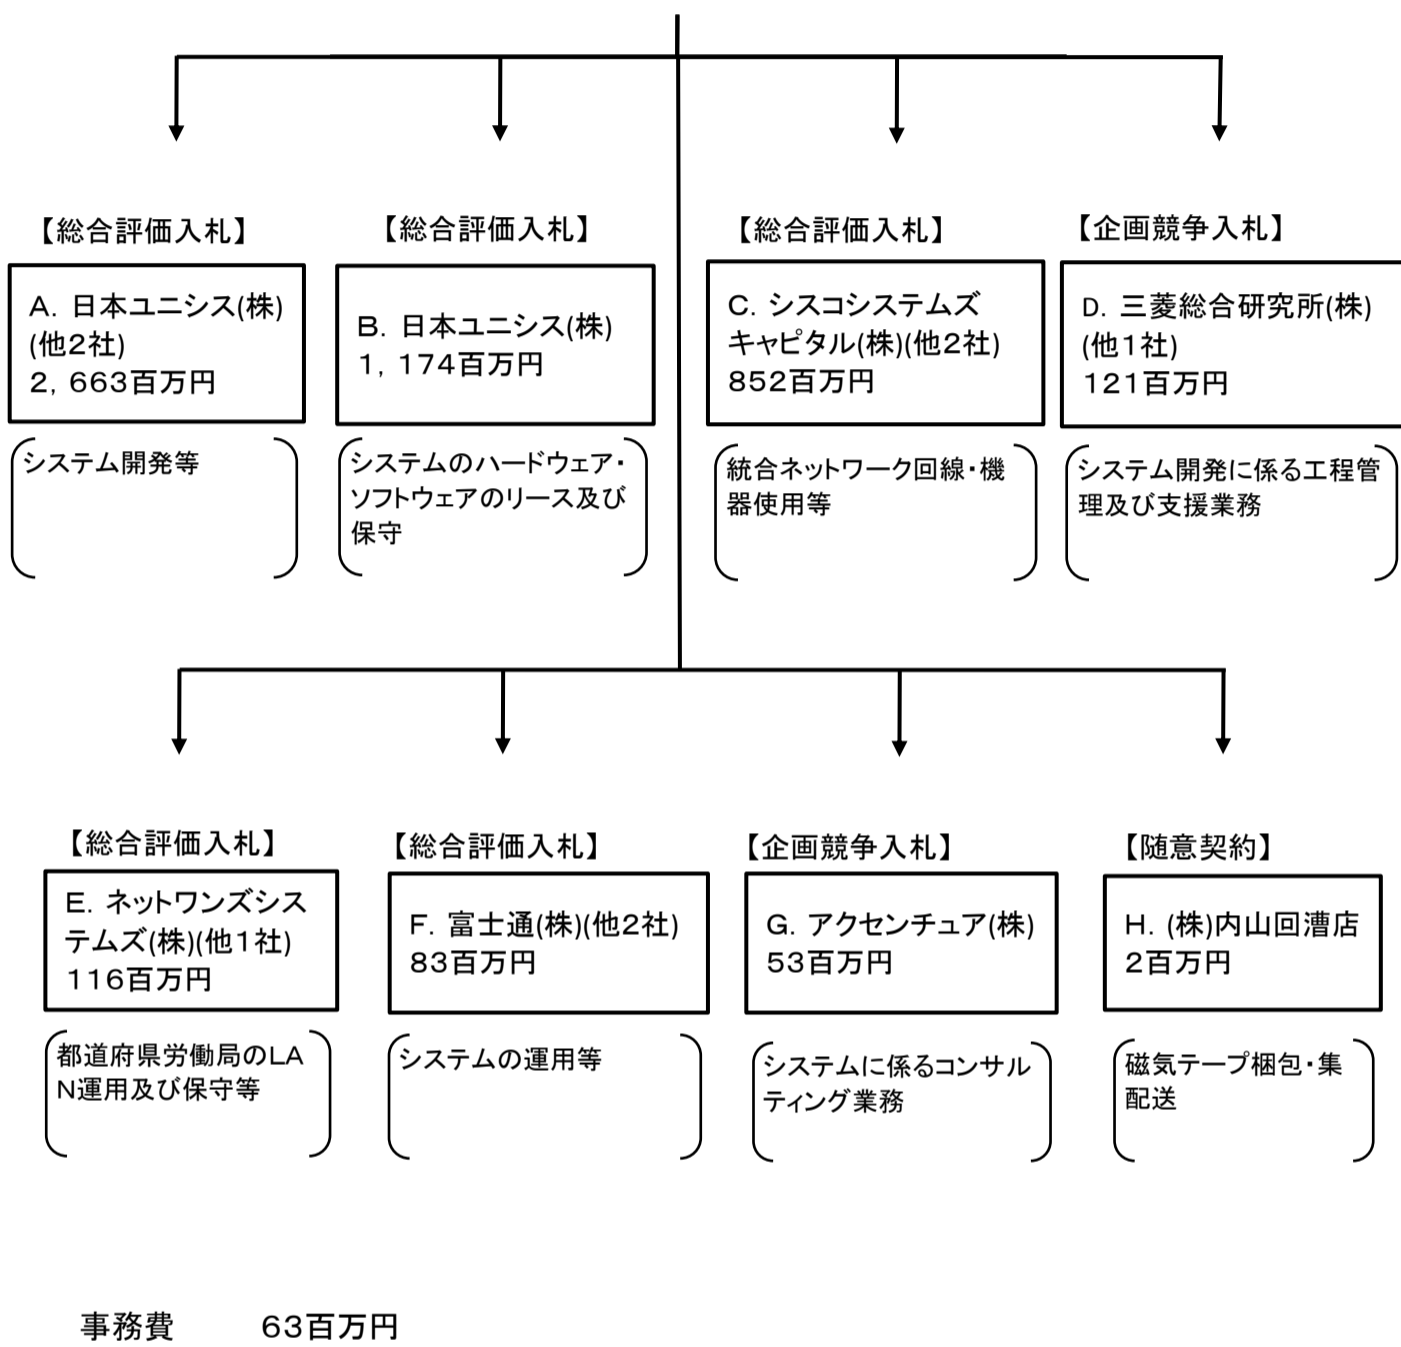 【総合評価入札】
A. 日本ユニシス(株)
(他2社)
2, 663百万円
システム開発等
【総合評価入札】
B. 日本ユニシス(株)
1, 174百万円
システムのハードウェア・
ソフトウェアのリース及び
保守
【総合評価入札】
C. シスコシステムズ
キャピタル(株)(他2社)
852百万円
統合ネットワーク回線・機
器使用等
【企画競争入札】
D. 三菱総合研究所(株)
(他1社)
121百万円
システム開発に係る工程管
理及び支援業務
【総合評価入札】
E. ネットワンズシス
テムズ(株)(他1社)
116百万円
都道府県労働局のLA
N運用及び保守等
【総合評価入札】
F. 富士通(株)(他2社)
83百万円
システムの運用等
【企画競争入札】
G. アクセンチュア(株)
53百万円
システムに係るコンサル
ティング業務
【随意契約】
H. (株)内山回漕店
2百万円
磁気テープ梱包・集
配送
事務費 63百万円